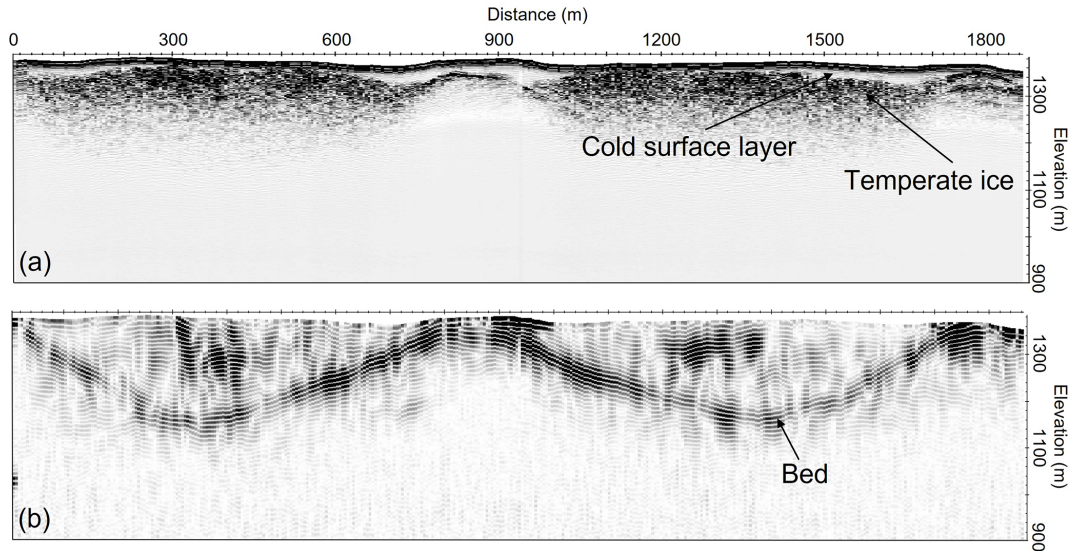 Distance (m)
0 300 600 900 1200 1500 1800
1300
Cold surface layer
Temperate ice
1100
Elevation (m)
(a)
900
1300
1100
Elevation (m)
Bed
(b)
900